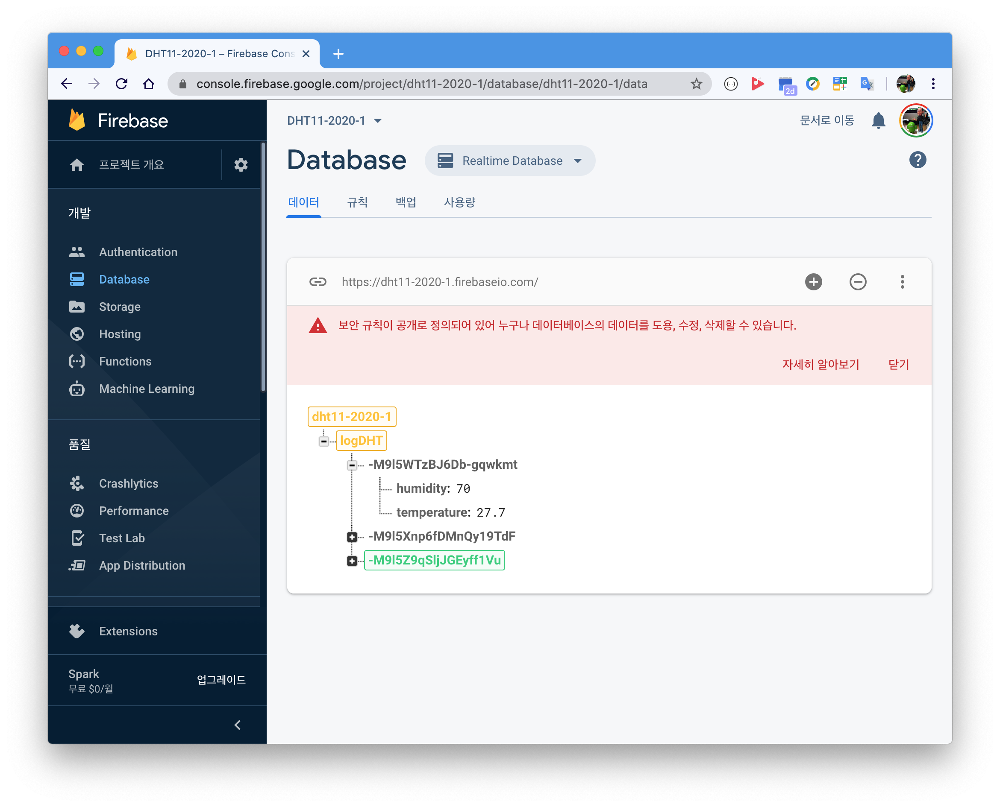 DHT11-2020-1 – Firebase Cons
console.firebase.google.com/project/dht11-2020-1/database/dht11-2020-1/data
2d
Firebase
프로젝트 개요
개발
Authentication
Database
Storage
Hosting
Functions
Machine Learning
품질
Crashlytics
Performance
Test Lab
App Distribution
Extensions
Spark
무료 $0/월
업그레이드
DHT11-2020-1
문서로 이동
Database
Realtime Database
데이터 규칙 백업 사용량
https://dht11-2020-1.firebaseio.com/
보안 규칙이 공개로 정의되어 있어 누구나 데이터베이스의 데이터를 도용, 수정, 삭제할 수 있습니다.
자세히 알아보기 닫기
dht11-2020-1
logDHT
-M9l5WTzBJ6Db-gqwkmt
humidity: 70
temperature: 27.7
-M9l5Xnp6fDMnQy19TdF
-M9l5Z9qSljJGEyff1Vu